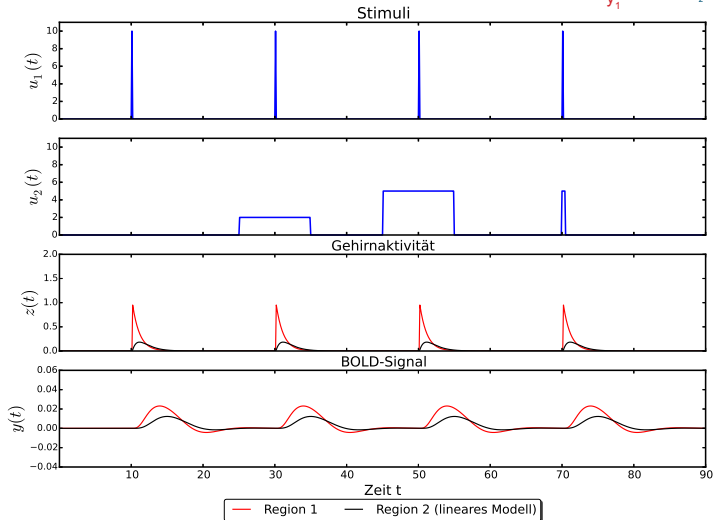 y1
2
Stimuli
u1(t)
10
8
6
4
2
0
u2(t)
10
8
6
4
2
0
Gehirnaktivität
z(t)
2.0
1.5
1.0
0.5
0.0
BOLD-Signal
y(t)
0.06
0.04
0.02
0.00
−0.02
−0.04
10 20 30 40 50 60 70 80 90
Zeit t
Region 1 Region 2 (lineares Modell)